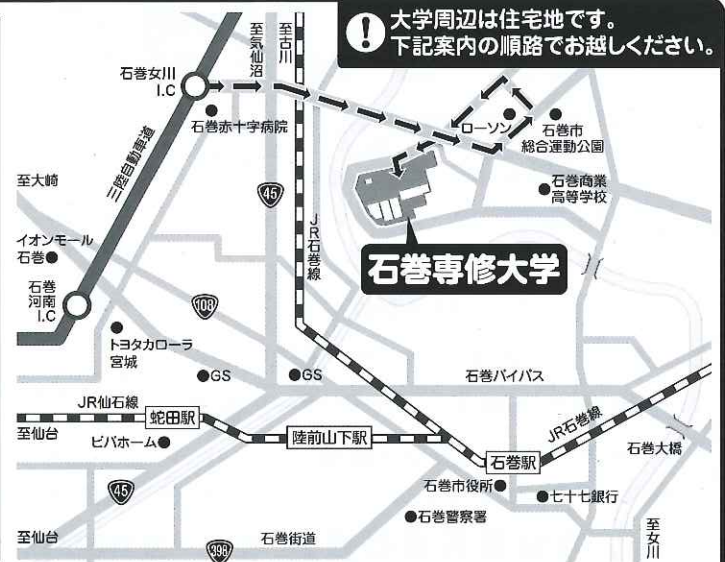 !
大学周辺は住宅地です。
下記案内の順路でお越しください。
至気仙沼
至古川
石巻女川
I.C
石巻赤十字病院
ローソン
石巻市
総合運動公園
至大崎
三陸自動車道
45
石巻商業
高等学校
JR石巻線
イオンモール
石巻
石巻専修大学
石巻
河南
I.C
108
トヨタカローラ
宮城
GS
GS
石巻バイパス
JR仙石線
至仙台
蛇田駅
ビバホーム
陸前山下駅
JR石巻線
石巻大橋
石巻駅
石巻市役所
七十七銀行
45
石巻警察署
至仙台
石巻街道
398
至女川